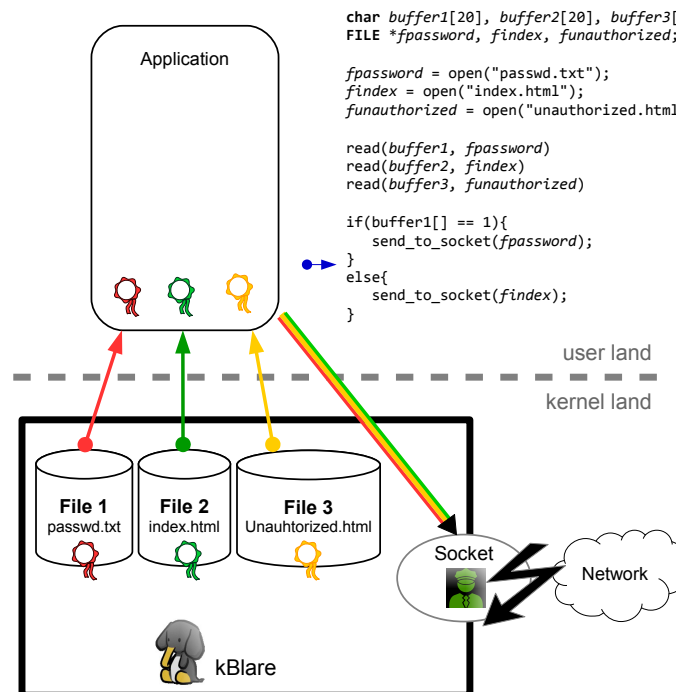 char buffer1[20], buffer2[20], buffer3[
FILE *fpassword, findex, funauthorized;
Application
fpassword = open("passwd.txt");
findex = open("index.html");
funauthorized = open("unauthorized.html
read(buffer1, fpassword)
read(buffer2, findex)
read(buffer3, funauthorized)
if(buffer1[] == 1){
send_to_socket(fpassword);
}
else{
send_to_socket(findex);
}
user land
kernel land
File 1
passwd.txt
File 2
index.html
File 3
Unauhtorized.html
Socket
Network
kBlare